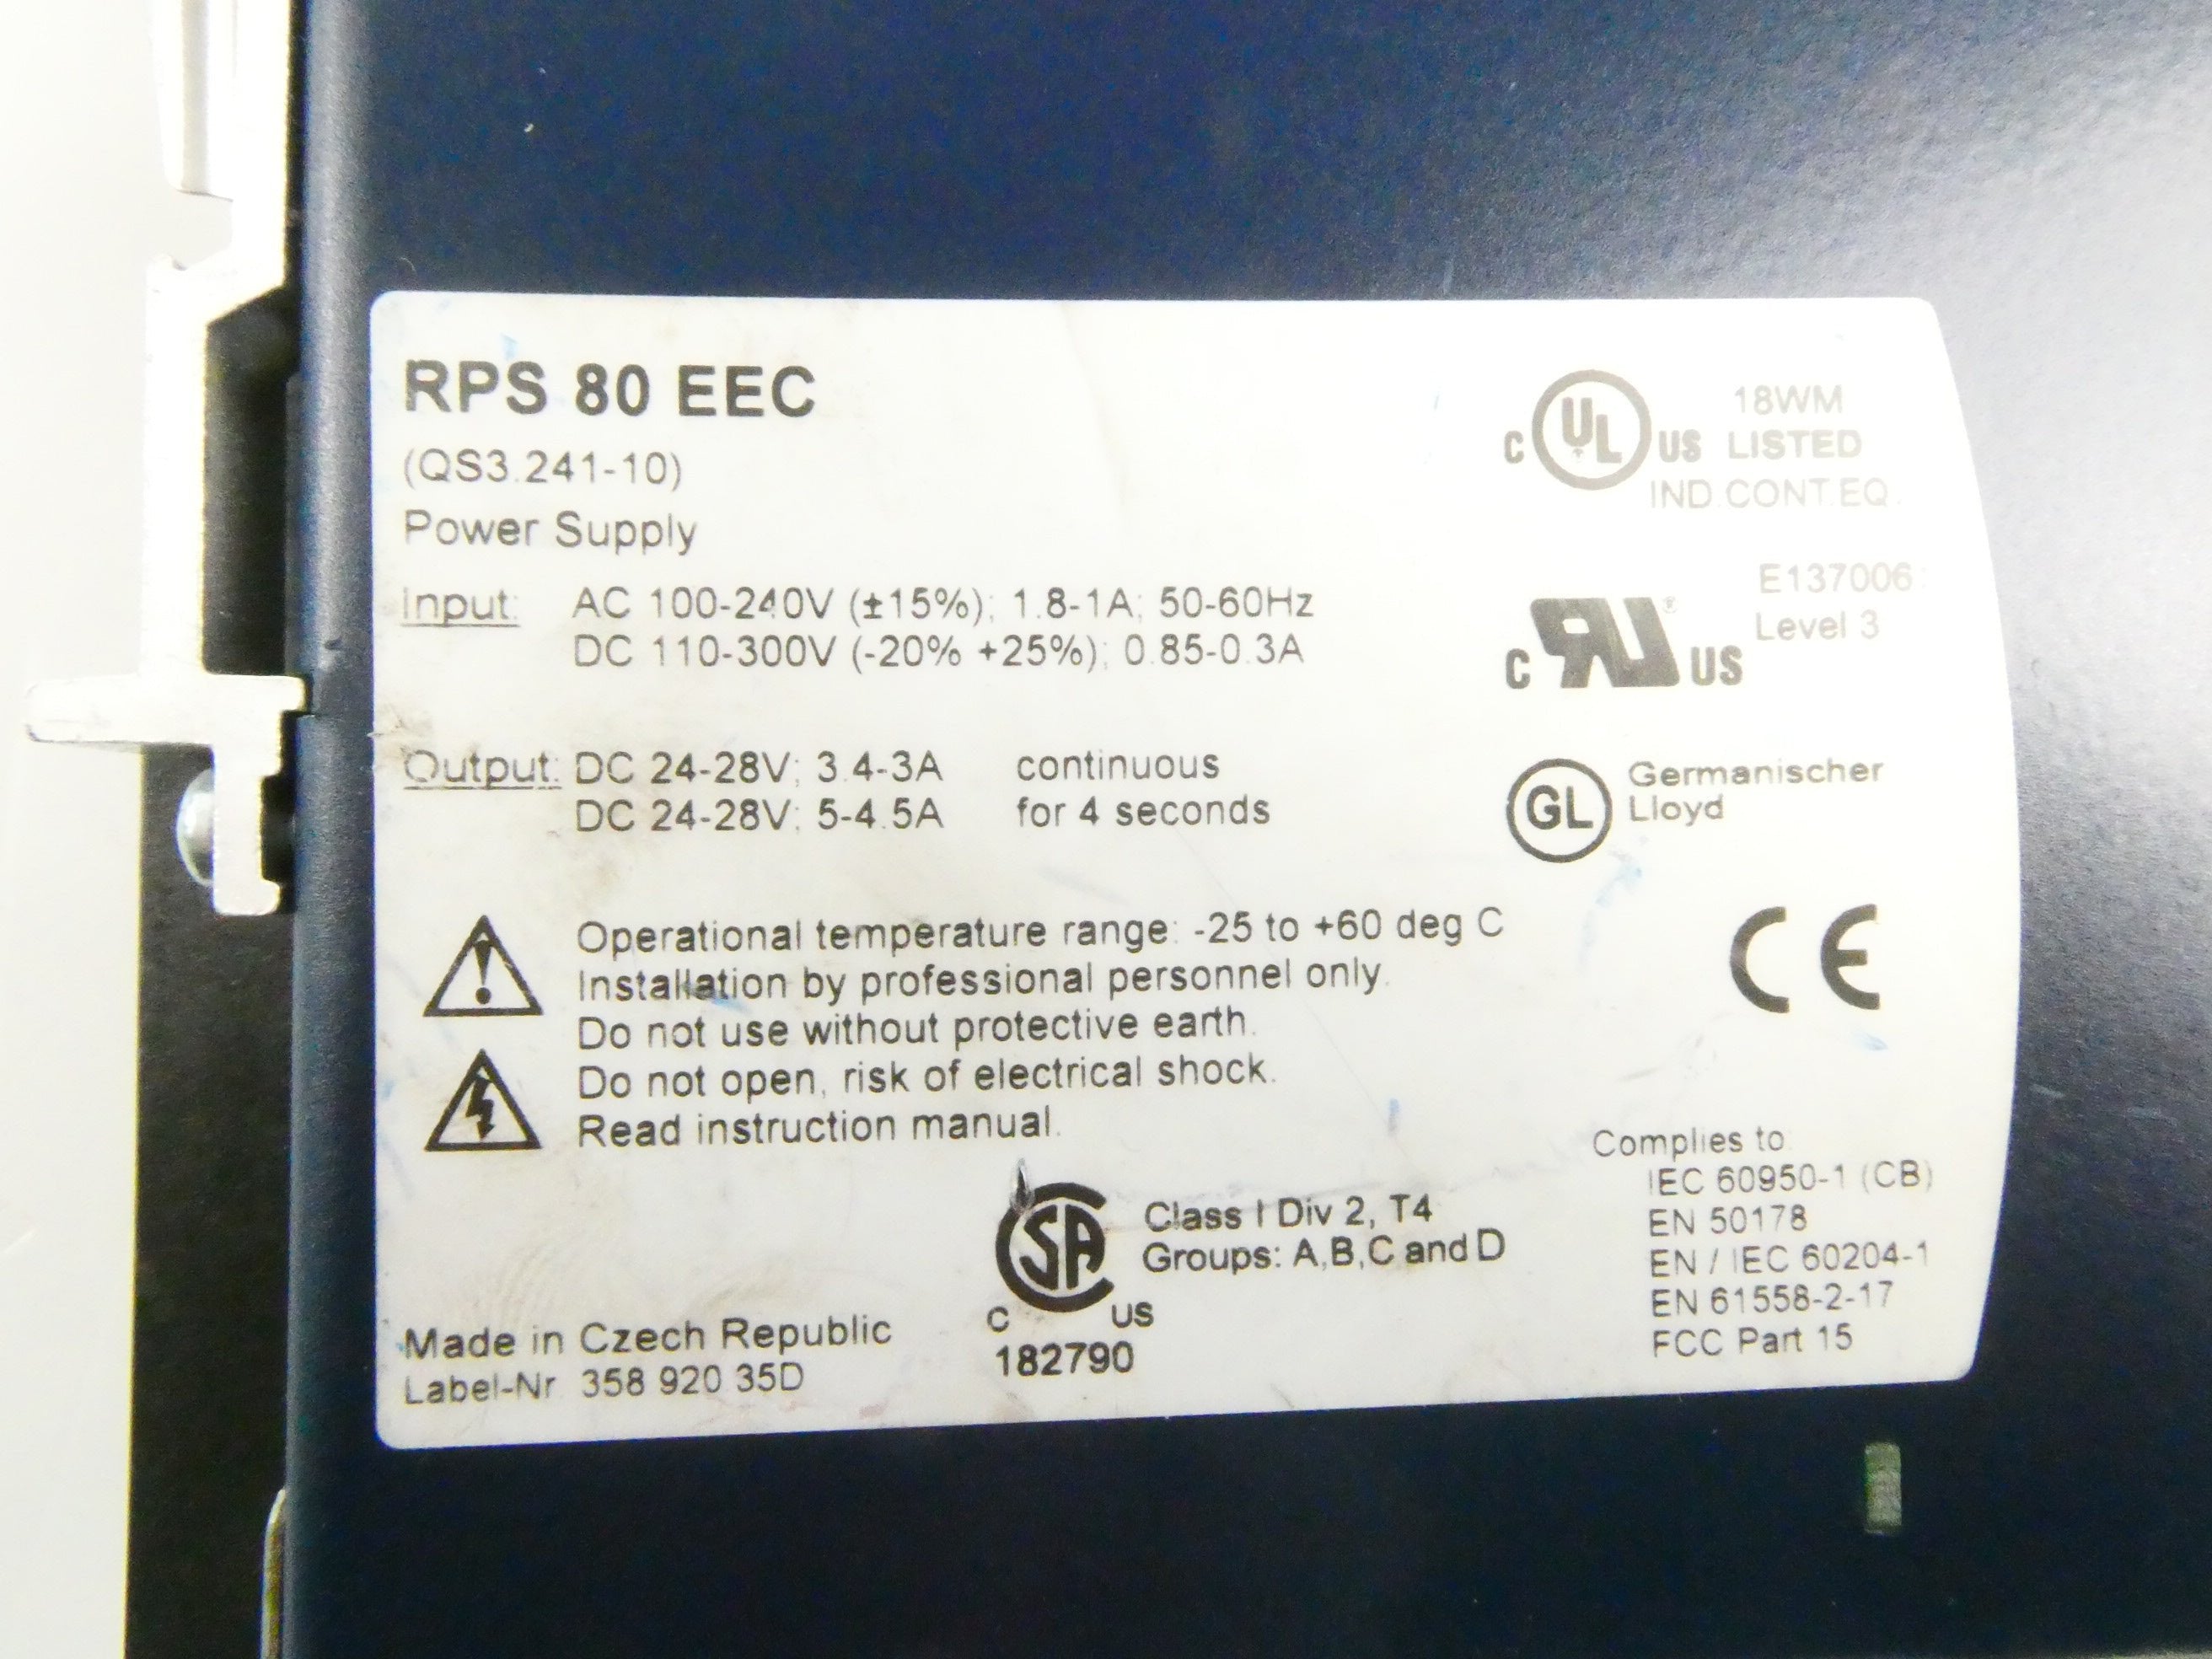 RPS 80 EEC
(QS3.241-10)
Power Supply
Input: AC 100-240V (±15%); 1.8-1A; 50-60Hz
DC 110-300V (-20% +25%); 0.85-0.3A
Output: DC 24-28V; 3.4-3A continuous
DC 24-28V; 5-4.5A for 4 seconds
Operational temperature range: -25 to +60 deg C
Installation by professional personnel only.
Do not use without protective earth.
Do not open, risk of electrical shock.
Read instruction manual.
Made in Czech Republic
Label-Nr. 358 920 35D
SA
C US
182790
Class I Div 2, T4
Groups: A,B,C and D
C UL US
18WM
LISTED
IND.CONT.EQ.
C RU® US
E137006
Level 3
GL
Germanischer
Lloyd
CE
Complies to:
IEC 60950-1 (CB)
EN 50178
EN / IEC 60204-1
EN 61558-2-17
FCC Part 15